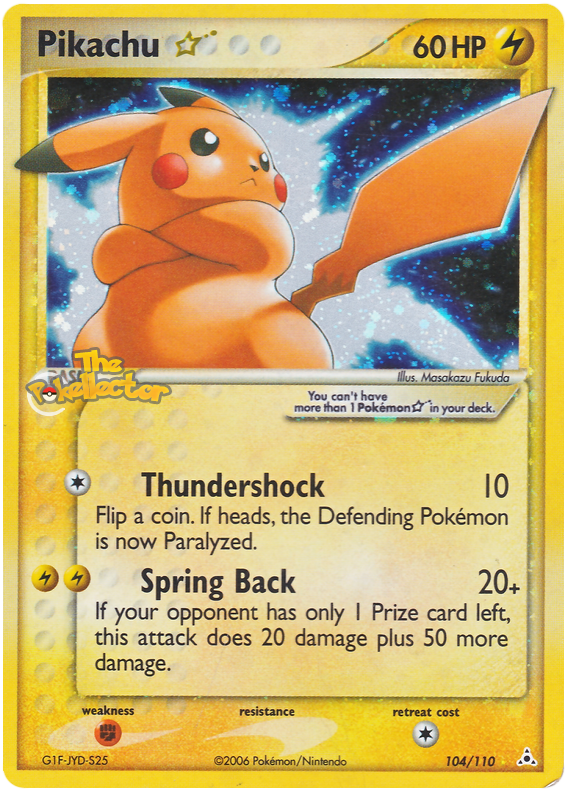 Pikachu ☆
60 HP
The
Pokéllector
Illus. Masakazu Fukuda
You can't have
more than 1 Pokémon☆ in your deck.
Thundershock 10
Flip a coin. If heads, the Defending Pokémon
is now Paralyzed.
Spring Back 20+
If your opponent has only 1 Prize card left,
this attack does 20 damage plus 50 more
damage.
weakness resistance retreat cost
G1F-JYD-S25 ©2006 Pokémon/Nintendo 104/110